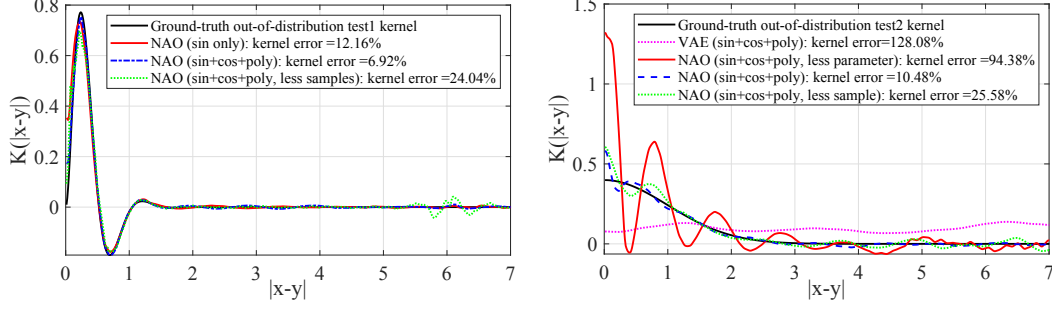 0.8
0.6
0.4
0.2
0
K(|x-y|)
Ground-truth out-of-distribution test1 kernel
NAO (sin only): kernel error =12.16%
NAO (sin+cos+poly): kernel error =6.92%
NAO (sin+cos+poly, less samples): kernel error =24.04%
0 1 2 3 4 5 6 7
|x-y|
1.5
1
0.5
0
K(|x-y|)
Ground-truth out-of-distribution test2 kernel
VAE (sin+cos+poly): kernel error=128.08%
NAO (sin+cos+poly, less parameter): kernel error =94.38%
NAO (sin+cos+poly): kernel error =10.48%
NAO (sin+cos+poly, less sample): kernel error =25.58%
0 1 2 3 4 5 6 7
|x-y|